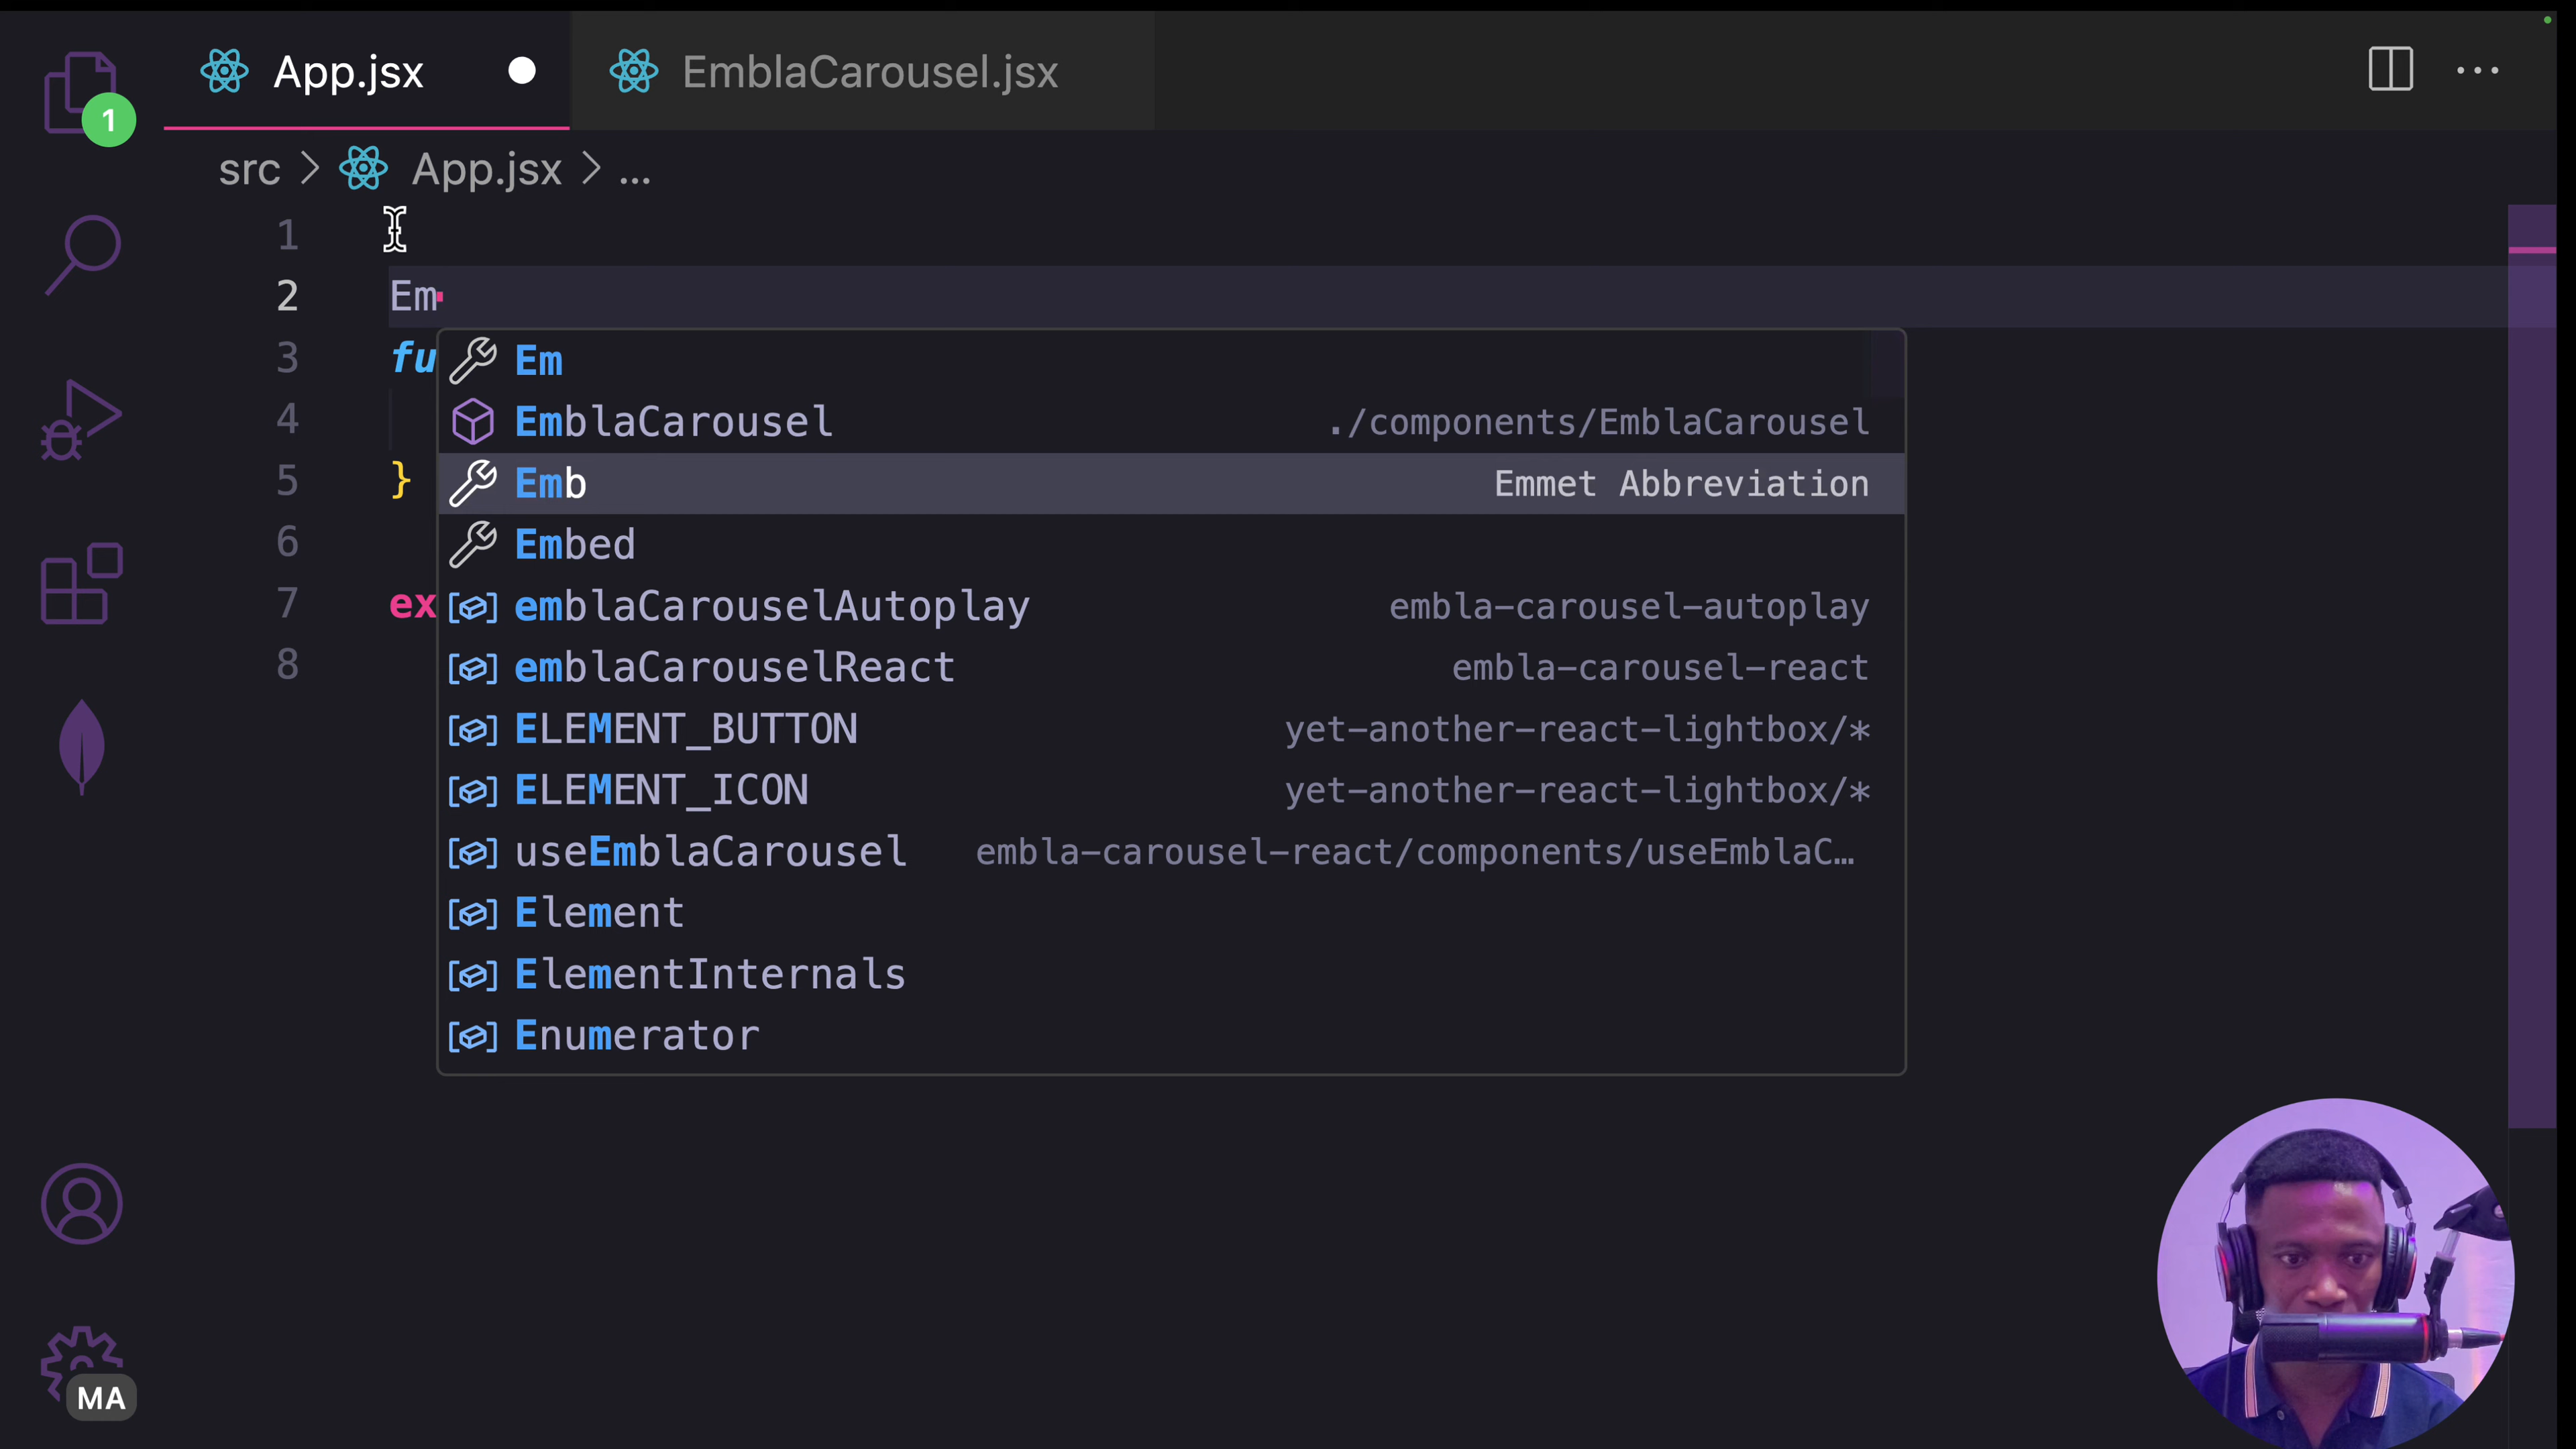 App.jsx
EmblaCarousel.jsx
1
src > App.jsx > ...
1
2 Em
3 fu
4
5 }
6
7 ex
8
Em
EmblaCarousel ./components/EmblaCarousel
Emb Emmet Abbreviation
Embed
emblaCarouselAutoplay embla-carousel-autoplay
emblaCarouselReact embla-carousel-react
ELEMENT_BUTTON yet-another-react-lightbox/*
ELEMENT_ICON yet-another-react-lightbox/*
useEmblaCarousel embla-carousel-react/components/useEmblaC…
Element
ElementInternals
Enumerator
MA